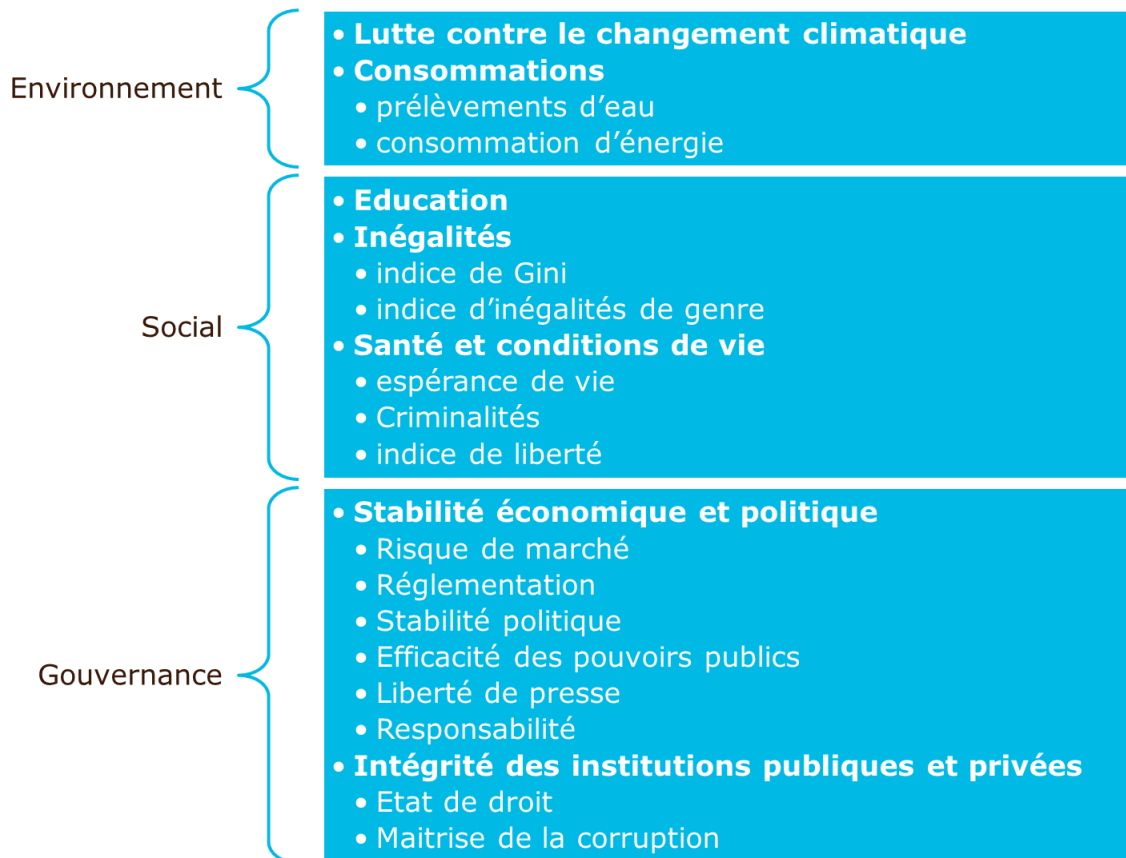 Environnement
• Lutte contre le changement climatique
• Consommations
• prélèvements d’eau
• consommation d’énergie
Social
• Education
• Inégalités
• indice de Gini
• indice d’inégalités de genre
• Santé et conditions de vie
• espérance de vie
• Criminalités
• indice de liberté
Gouvernance
• Stabilité économique et politique
• Risque de marché
• Réglementation
• Stabilité politique
• Efficacité des pouvoirs publics
• Liberté de presse
• Responsabilité
• Intégrité des institutions publiques et privées
• Etat de droit
• Maitrise de la corruption